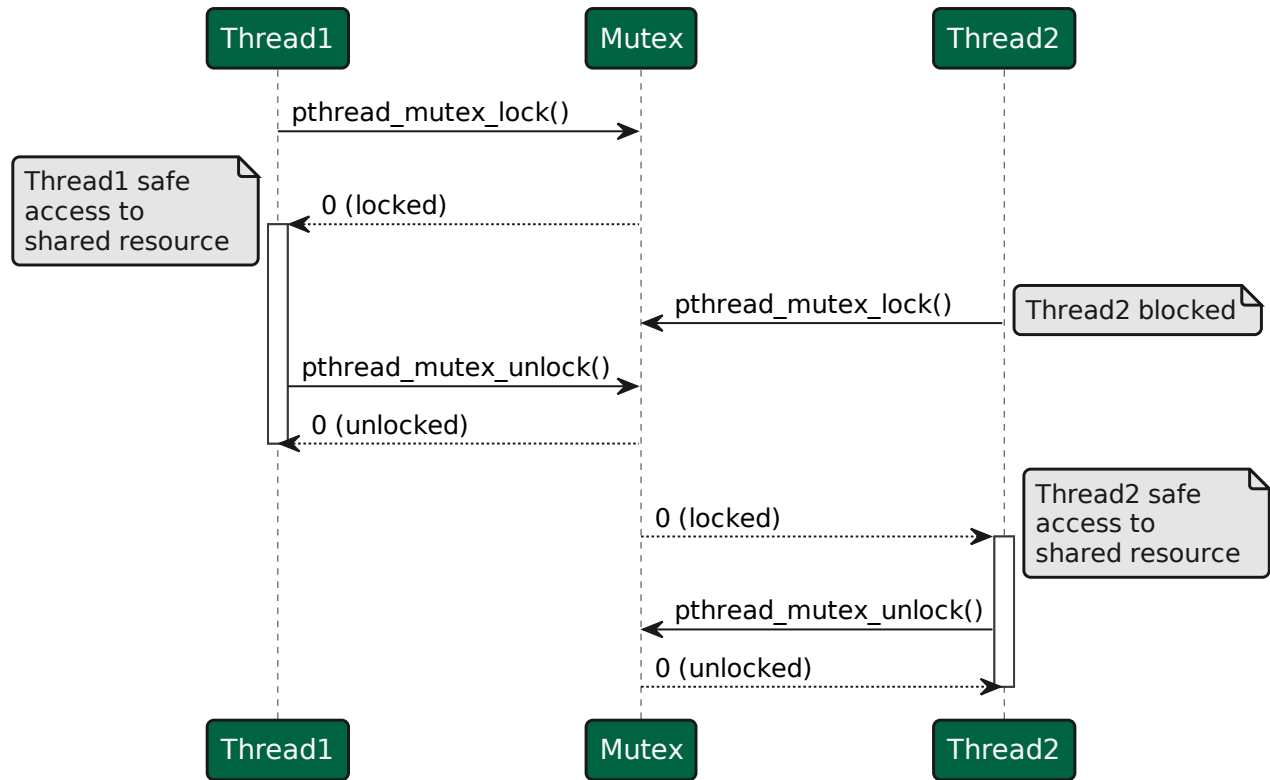 Thread1
Mutex
Thread2
pthread_mutex_lock()
Thread1 safe
access to
shared resource
0 (locked)
pthread_mutex_lock()
Thread2 blocked
pthread_mutex_unlock()
0 (unlocked)
Thread2 safe
access to
shared resource
0 (locked)
pthread_mutex_unlock()
0 (unlocked)
Thread1
Mutex
Thread2